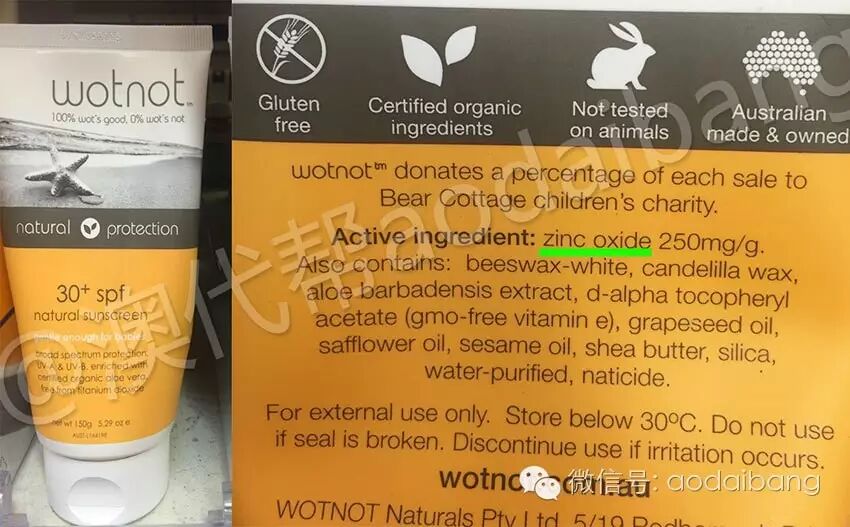 wotnot™
100% wot's good, 0% wot's not
natural protection
30+ spf
natural sunscreen
gentle enough for babies
broad spectrum protection
UV-A & UV-B. enriched with
certified organic aloe vera.
free from titanium dioxide
net wt 150g 5.29 oz e
Gluten
free
Certified organic
ingredients
Not tested
on animals
Australian
made & owned
wotnot™ donates a percentage of each sale to
Bear Cottage children's charity.
Active ingredient: zinc oxide 250mg/g.
Also contains: beeswax-white, candelilla wax,
aloe barbadensis extract, d-alpha tocopheryl
acetate (gmo-free vitamin e), grapeseed oil,
safflower oil, sesame oil, shea butter, silica,
water-purified, naticide.
For external use only. Store below 30ºC. Do not use
if seal is broken. Discontinue use if irritation occurs.
WOTNOT Naturals Pty Ltd, 5/19
微信号: aodaibang
@澳代帮aodaibang